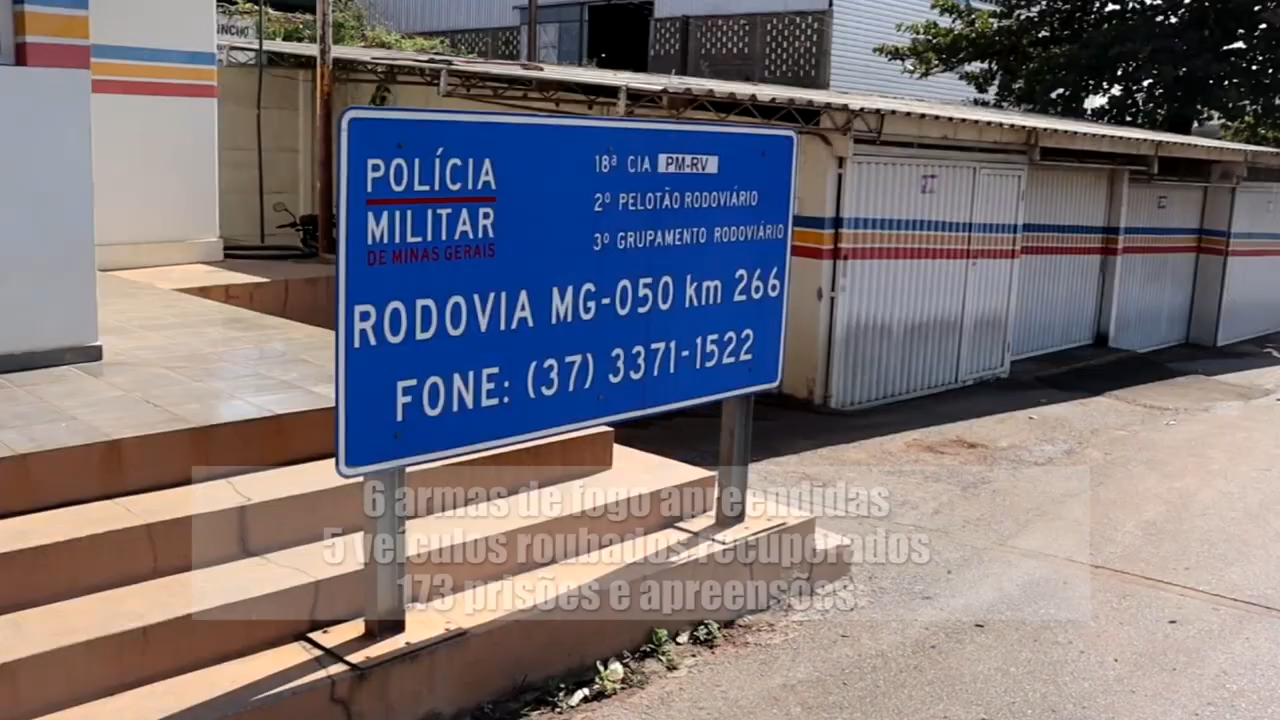 POLÍCIA
MILITAR
DE MINAS GERAIS
18ª CIA PM-RV
2º PELOTÃO RODOVIÁRIO
3º GRUPAMENTO RODOVIÁRIO
RODOVIA MG-050 km 266
FONE: (37) 3371-1522
6 armas de fogo apreendidas
5 veículos roubados recuperados
173 prisões e apreensões